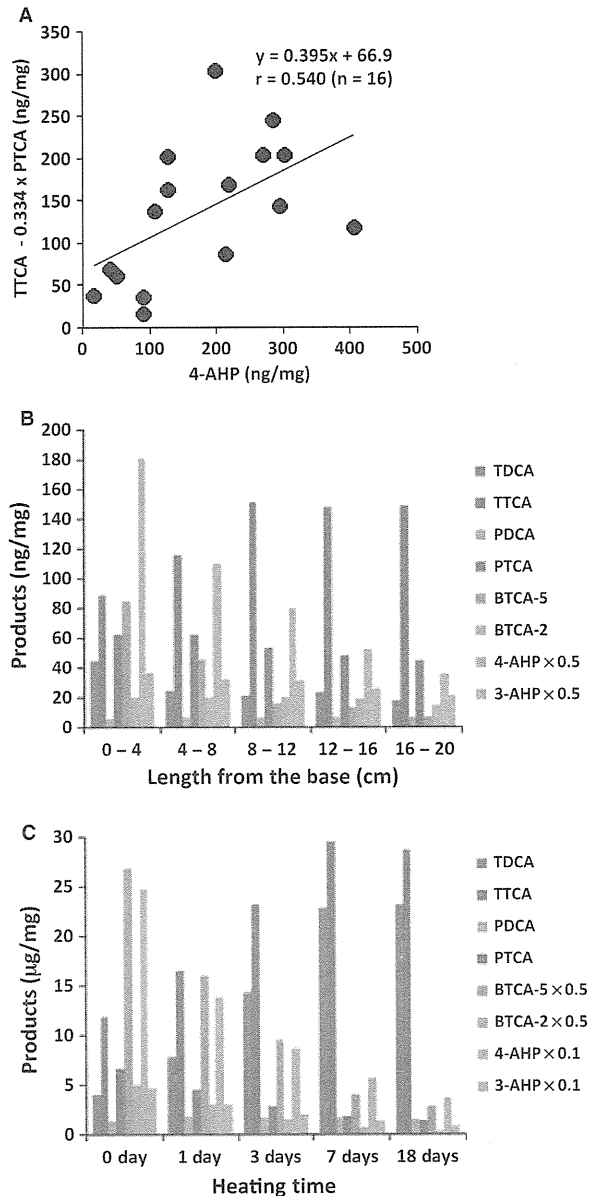 A
y = 0.395x + 66.9
r = 0.540 (n = 16)
TTCA - 0.334 x PTCA (ng/mg)
350
300
250
200
150
100
50
0
0 100 200 300 400 500
4-AHP (ng/mg)
B
Products (ng/mg)
200
180
160
140
120
100
80
60
40
20
0
0 – 4 4 – 8 8 – 12 12 – 16 16 – 20
Length from the base (cm)
TDCA
TTCA
PDCA
PTCA
BTCA-5
BTCA-2
4-AHP × 0.5
3-AHP × 0.5
C
Products (µg/mg)
30
25
20
15
10
5
0
0 day 1 day 3 days 7 days 18 days
Heating time
TDCA
TTCA
PDCA
PTCA
BTCA-5 × 0.5
BTCA-2 × 0.5
4-AHP × 0.1
3-AHP × 0.1